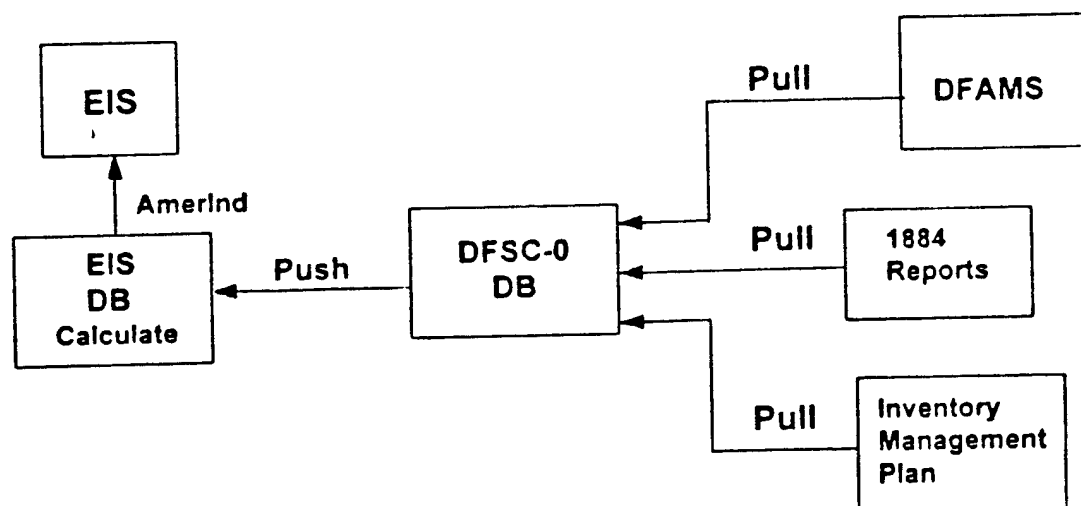 EIS
AmerInd
EIS
DB
Calculate
Push
DFSC-0
DB
Pull
DFAMS
Pull
1884
Reports
Pull
Inventory
Management
Plan